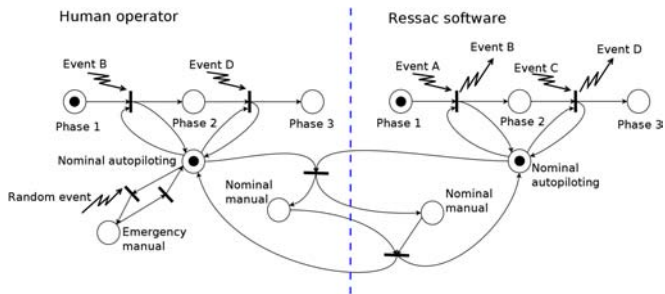 Human operator
Ressac software
Event B
Event D
Event A
Event B
Event C
Event D
Phase 1
Phase 2
Phase 3
Phase 1
Phase 2
Phase 3
Nominal autopiloting
Nominal
autopiloting
Random event
Nominal
manual
Nominal
manual
Emergency
manual